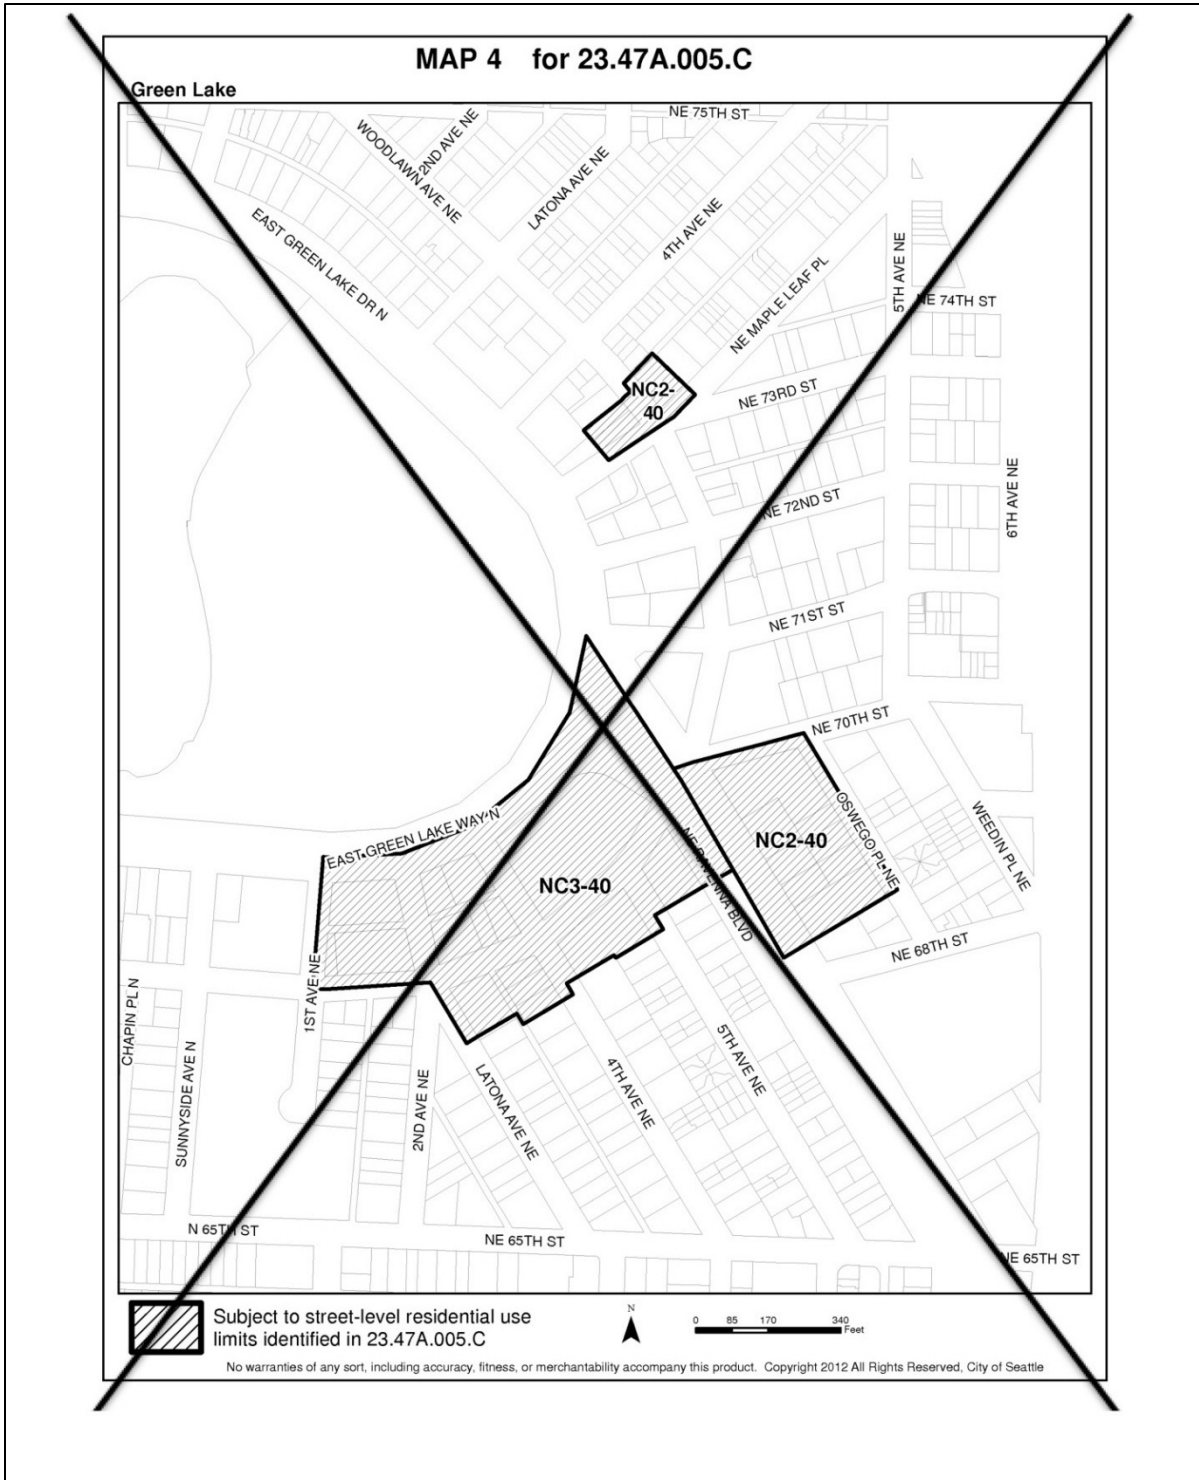 MAP 4 for 23.47A.005.C
Green Lake
NE 75TH ST
WOODLAWN AVE NE
2ND AVE NE
LATONA AVE NE
4TH AVE NE
EAST GREEN LAKE DR N
NE MAPLE LEAF PL
5TH AVE NE
NE 74TH ST
NC2-
40
NE 73RD ST
NE 72ND ST
6TH AVE NE
NE 71ST ST
NE 70TH ST
EAST GREEN LAKE WAY N
NC3-40
NE RAVENNA BLVD
NC2-40
OSWEGO PL NE
WEEDIN PL NE
NE 68TH ST
CHAPIN PL N
SUNNYSIDE AVE N
1ST AVE NE
2ND AVE NE
LATONA AVE NE
4TH AVE NE
5TH AVE NE
N 65TH ST
NE 65TH ST
NE 65TH ST
Subject to street-level residential use
limits identified in 23.47A.005.C
N
0 85 170 340
Feet
No warranties of any sort, including accuracy, fitness, or merchantability accompany this product. Copyright 2012 All Rights Reserved, City of Seattle